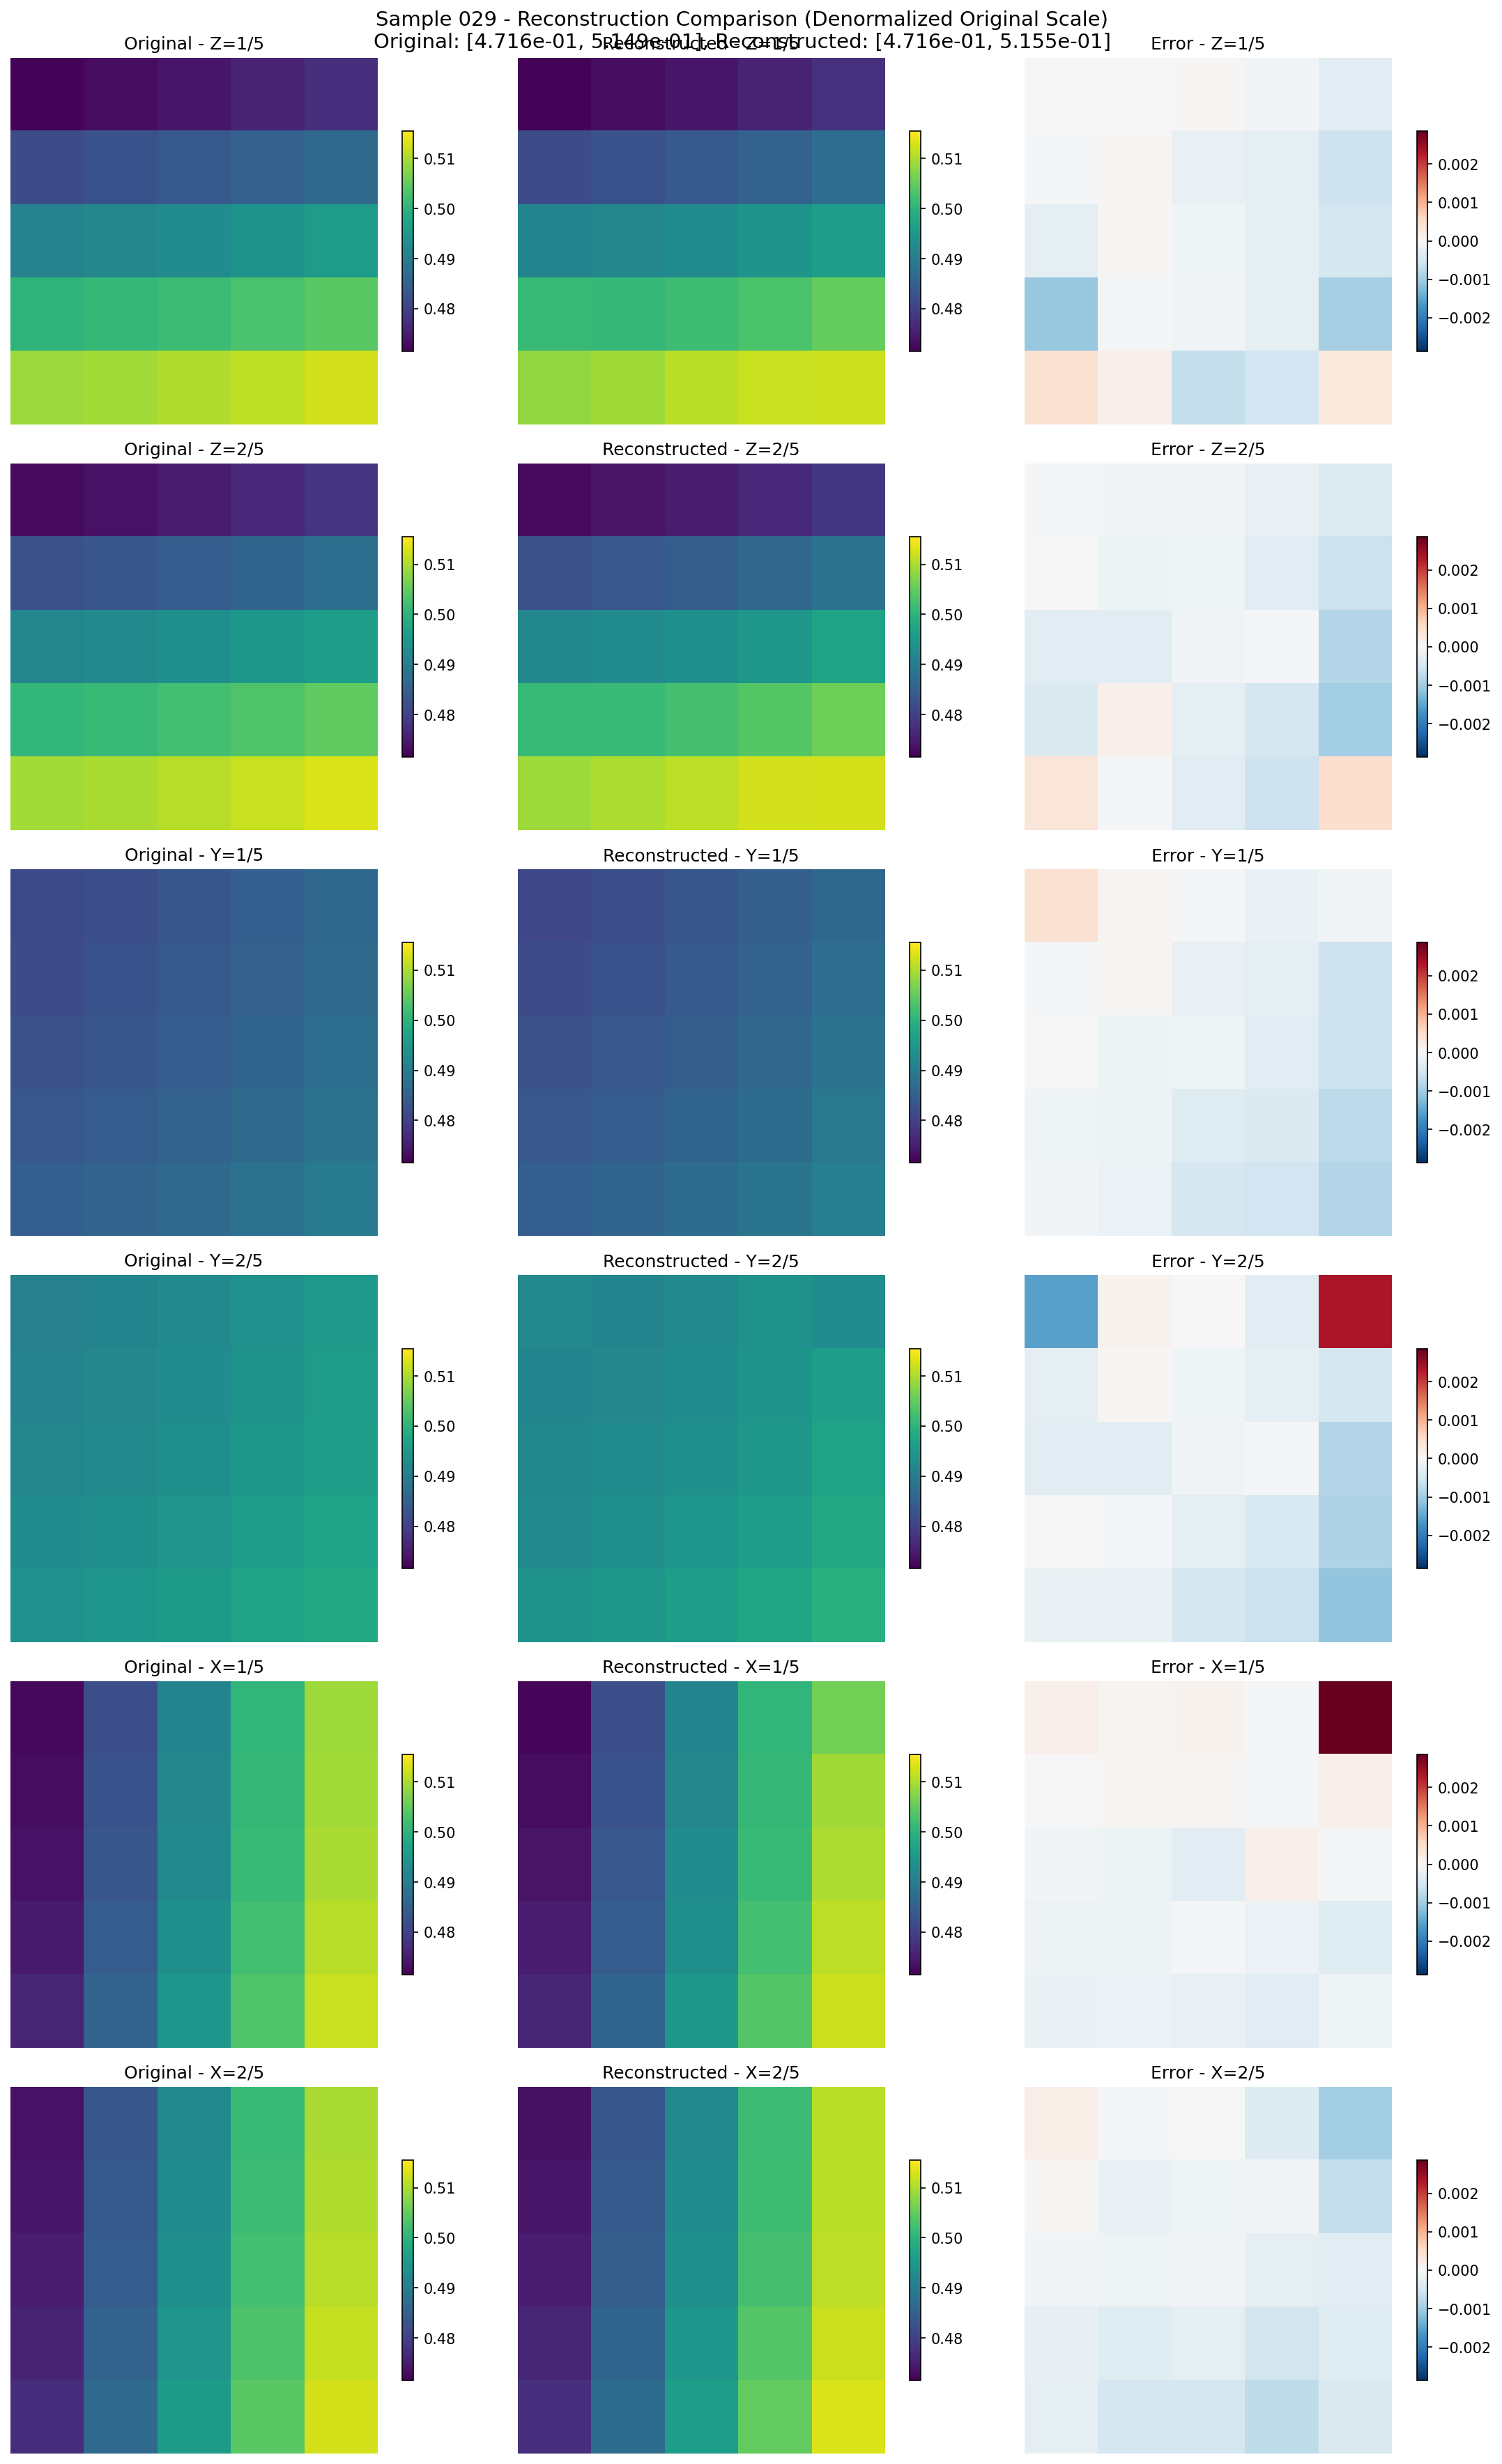 Sample 029 - Reconstruction Comparison (Denormalized Original Scale)
Original: [4.716e-01, 5.149e-01], Reconstructed: [4.716e-01, 5.155e-01]
Original - Z=1/5 Reconstructed - Z=1/5 Error - Z=1/5
0.51 0.51 0.002
0.50 0.50 0.001
0.49 0.49 0.000
0.48 0.48 −0.001
−0.002
Original - Z=2/5 Reconstructed - Z=2/5 Error - Z=2/5
0.51 0.51 0.002
0.50 0.50 0.001
0.49 0.49 0.000
0.48 0.48 −0.001
−0.002
Original - Y=1/5 Reconstructed - Y=1/5 Error - Y=1/5
0.51 0.51 0.002
0.50 0.50 0.001
0.49 0.49 0.000
0.48 0.48 −0.001
−0.002
Original - Y=2/5 Reconstructed - Y=2/5 Error - Y=2/5
0.51 0.51 0.002
0.50 0.50 0.001
0.49 0.49 0.000
0.48 0.48 −0.001
−0.002
Original - X=1/5 Reconstructed - X=1/5 Error - X=1/5
0.51 0.51 0.002
0.50 0.50 0.001
0.49 0.49 0.000
0.48 0.48 −0.001
−0.002
Original - X=2/5 Reconstructed - X=2/5 Error - X=2/5
0.51 0.51 0.002
0.50 0.50 0.001
0.49 0.49 0.000
0.48 0.48 −0.001
−0.002